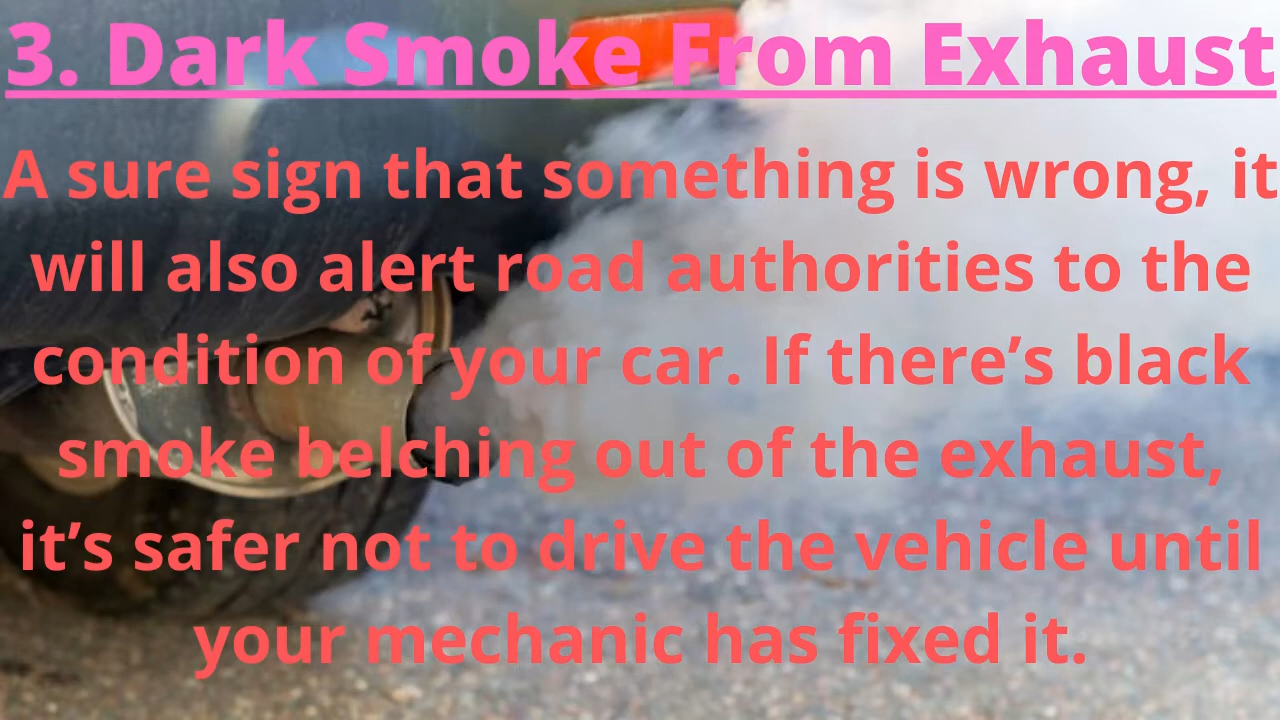 3. Dark Smoke From Exhaust
A sure sign that something is wrong, it
will also alert road authorities to the
condition of your car. If there’s black
smoke belching out of the exhaust,
it’s safer not to drive the vehicle until
your mechanic has fixed it.